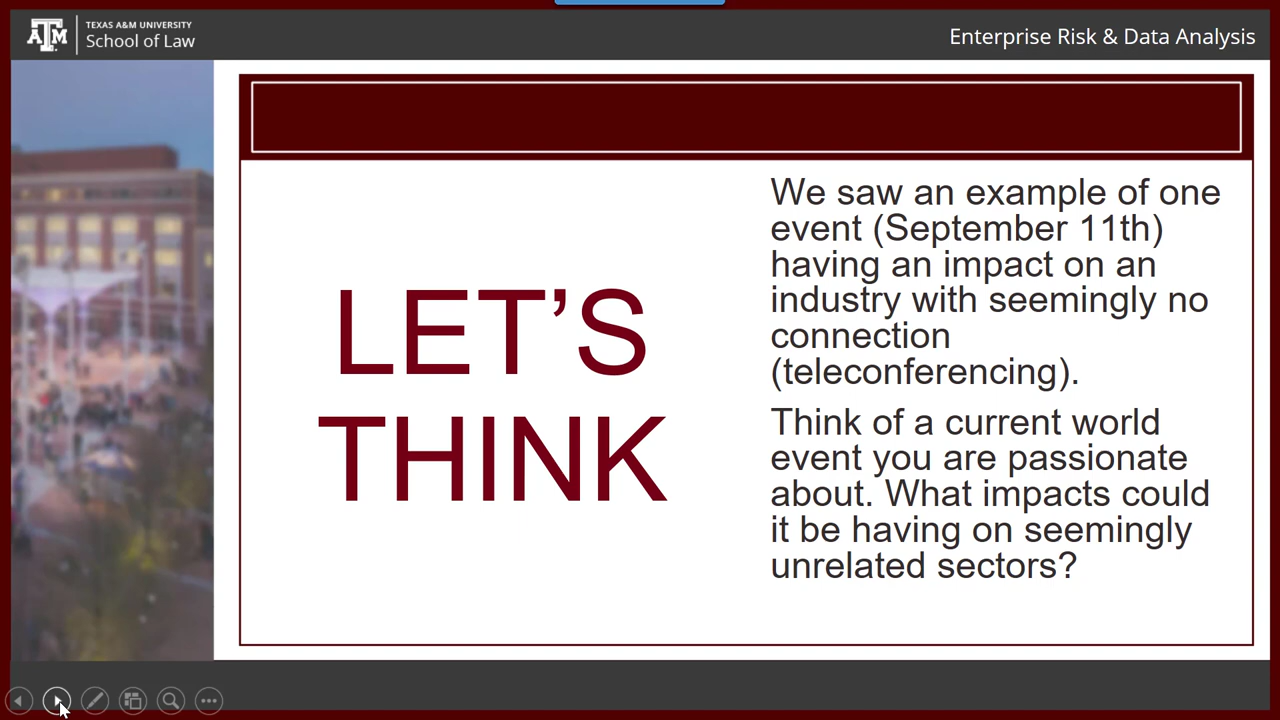 TEXAS A&M UNIVERSITY
School of Law
Enterprise Risk & Data Analysis
LET’S
THINK
We saw an example of one
event (September 11th)
having an impact on an
industry with seemingly no
connection
(teleconferencing).
Think of a current world
event you are passionate
about. What impacts could
it be having on seemingly
unrelated sectors?